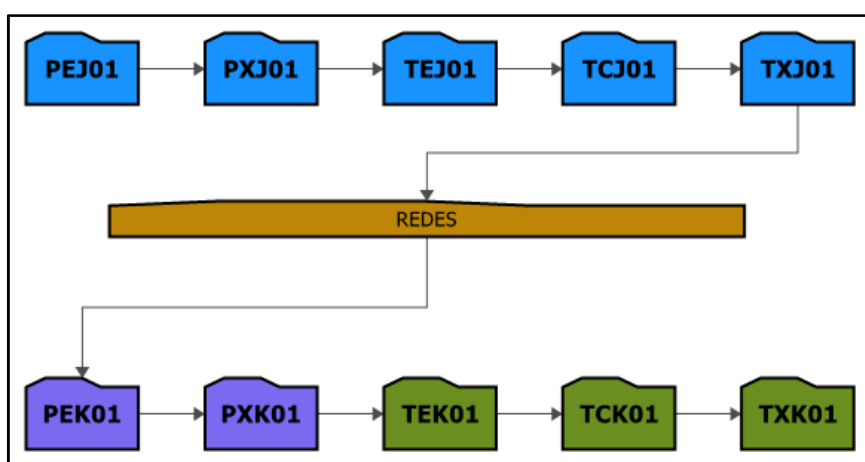 PEJ01 PXJ01 TEJ01 TCJ01 TXJ01
REDES
PEK01 PXK01 TEK01 TCK01 TXK01